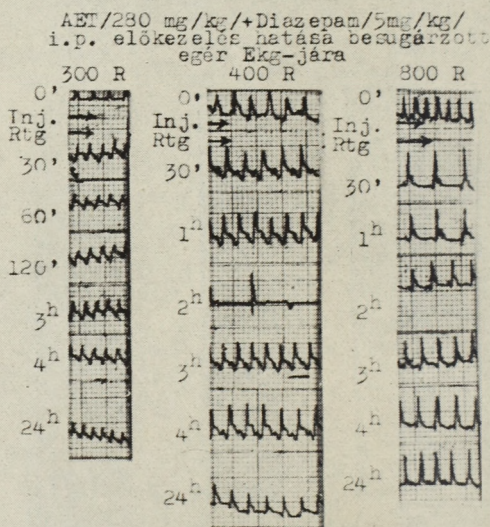 AET/280 mg/kg/+Diazepam/5mg/kg/
i.p. előkezelés hatása besugárzott
egér Ekg-jára
300 R
0'
Inj.
Rtg
30'
60'
120'
3h
4h
24h
400 R
0'
Inj.
Rtg
30'
1h
2h
3h
4h
24h
800 R
0'
Inj.
Rtg
30'
1h
2h
3h
4h
24h